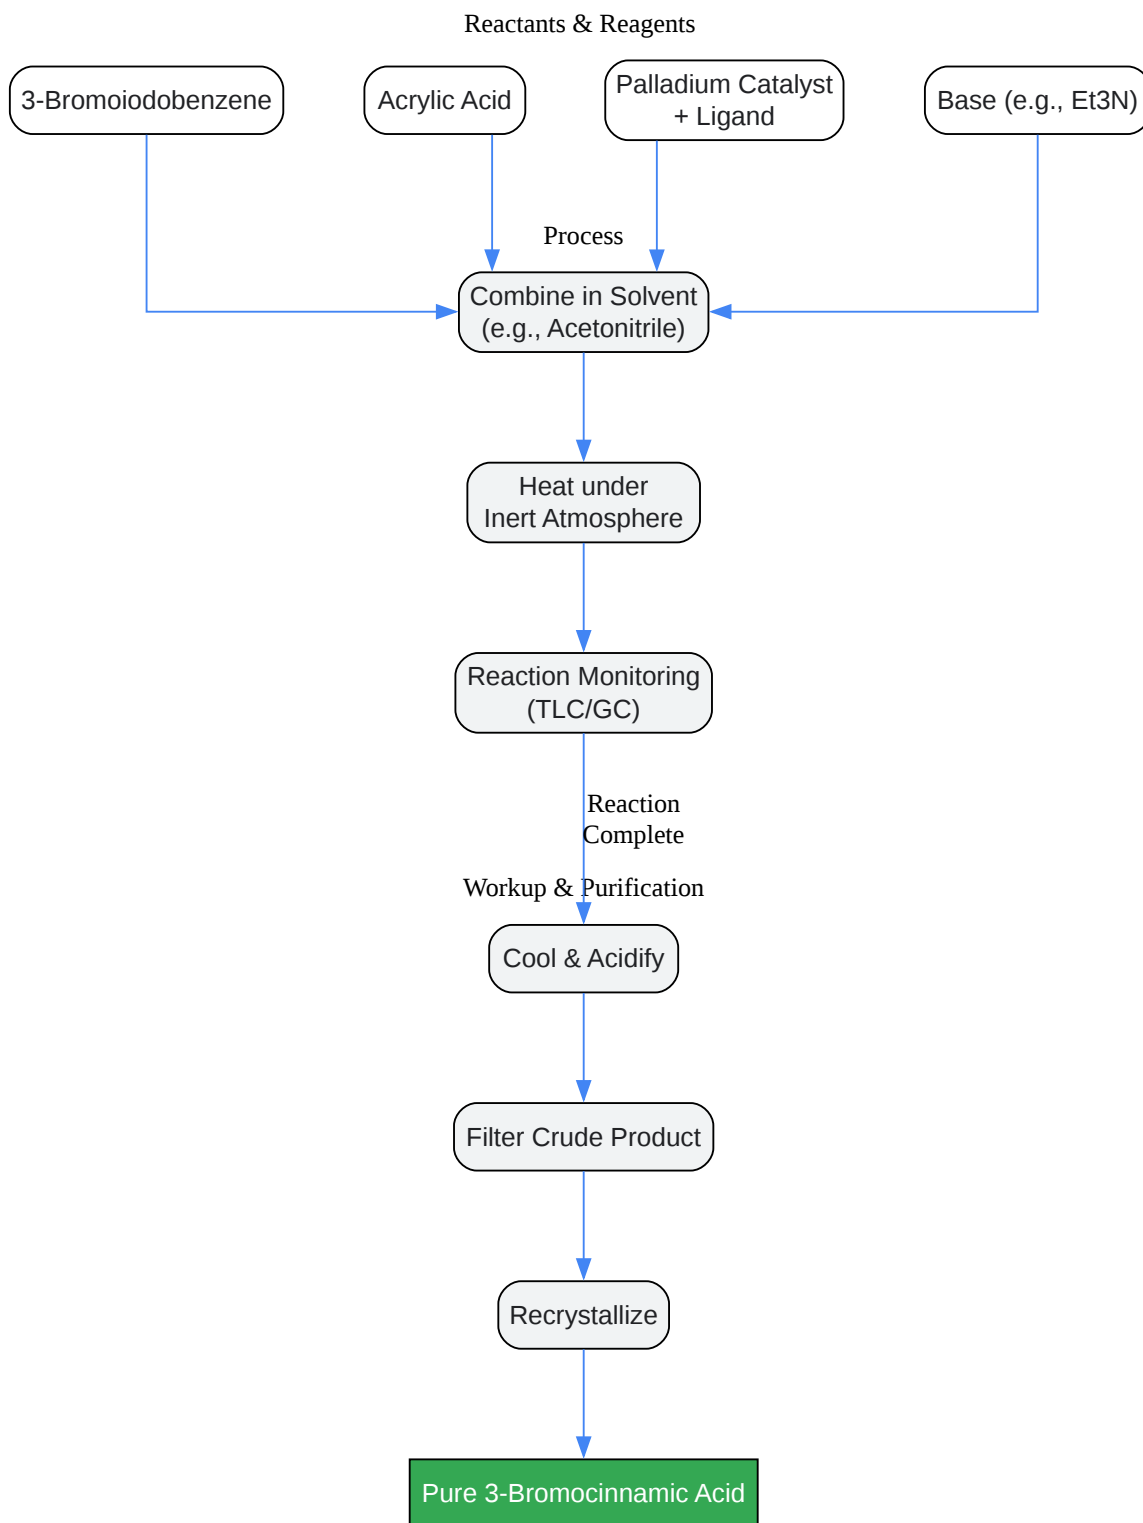 Reactants & Reagents
3-Bromoiodobenzene
Acrylic Acid
Palladium Catalyst
+ Ligand
Base (e.g., Et3N)
Process
Combine in Solvent
(e.g., Acetonitrile)
Heat under
Inert Atmosphere
Reaction Monitoring
(TLC/GC)
Reaction
Complete
Workup & Purification
Cool & Acidify
Filter Crude Product
Recrystallize
Pure 3-Bromocinnamic Acid